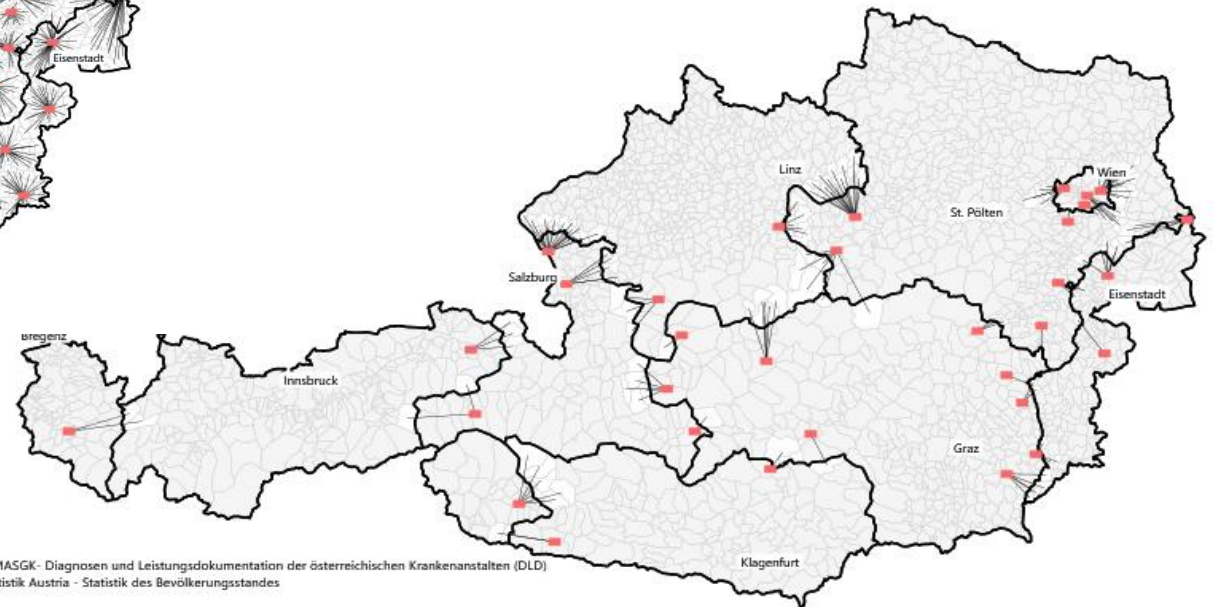 Eisenstadt
Linz
Wien
St. Pölten
Salzburg
Eisenstadt
Bregenz
Innsbruck
Graz
Klagenfurt
MASGK- Diagnosen und Leistungsdokumentation der österreichischen Krankenanstalten (DLD)
tistik Austria - Statistik des Bevölkerungsstandes